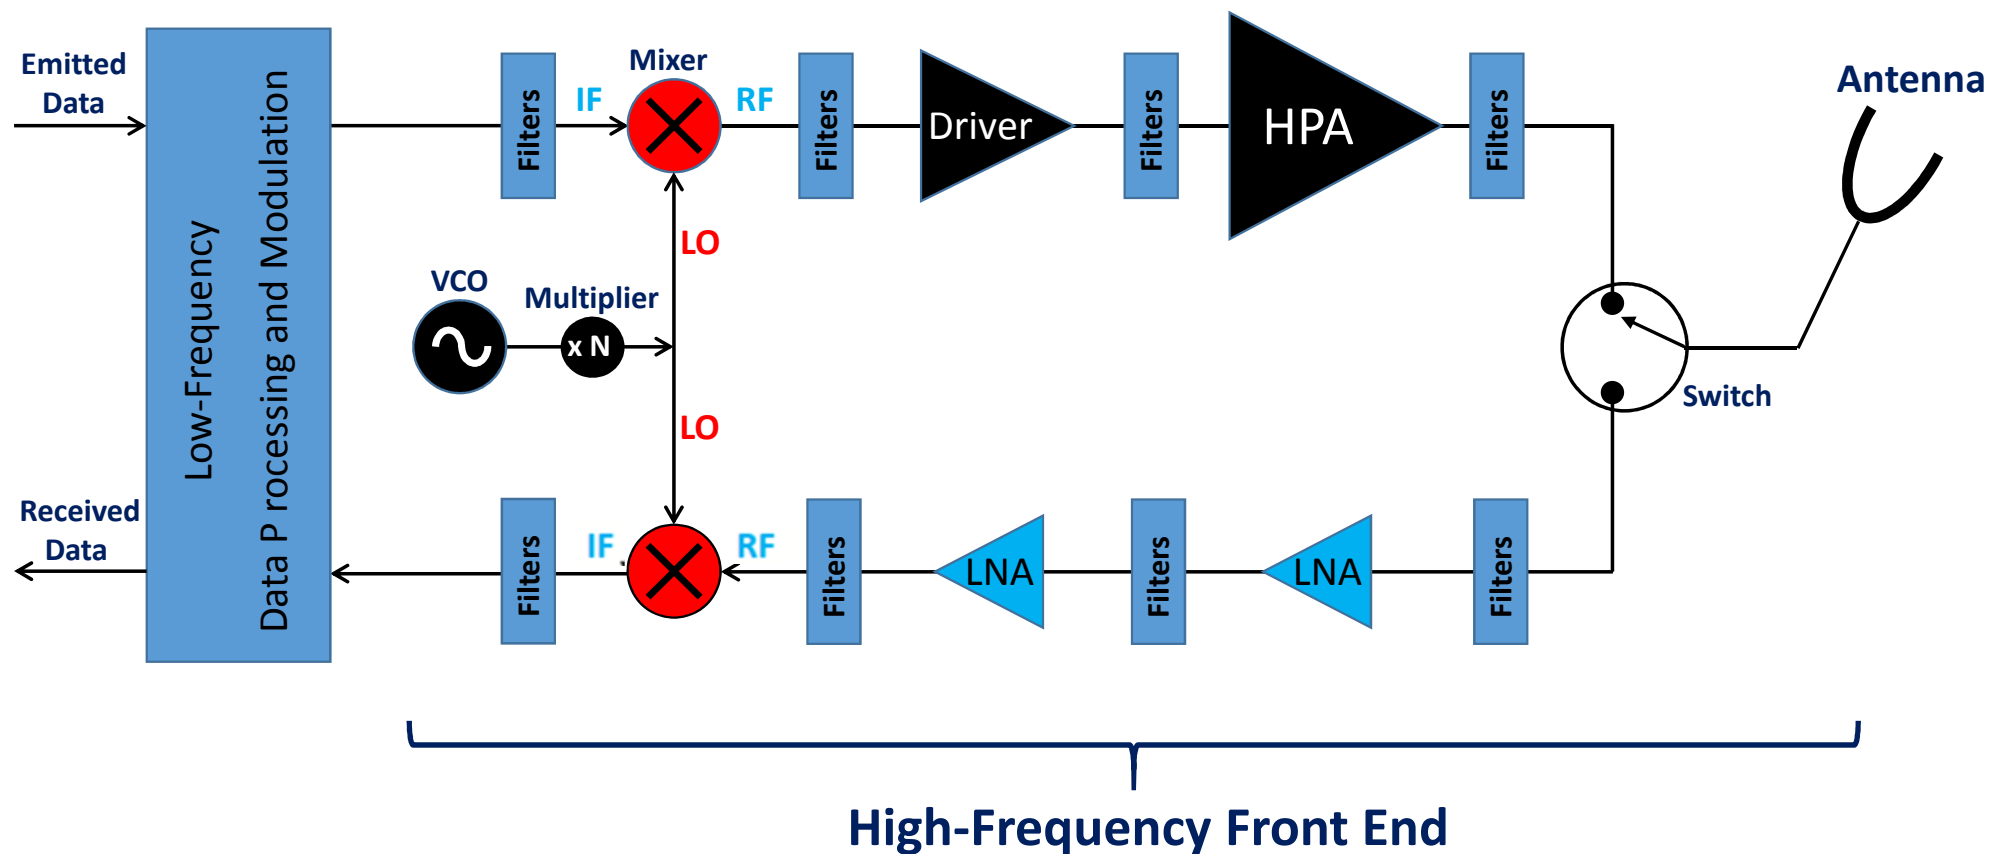 Emitted
Data
Low-Frequency
Data P rocessing and Modulation
Filters
IF
Mixer
RF
Filters
Driver
Filters
HPA
Filters
Antenna
LO
VCO
Multiplier
x N
LO
Switch
Received
Data
Filters
IF
RF
Filters
LNA
Filters
LNA
Filters
High-Frequency Front End